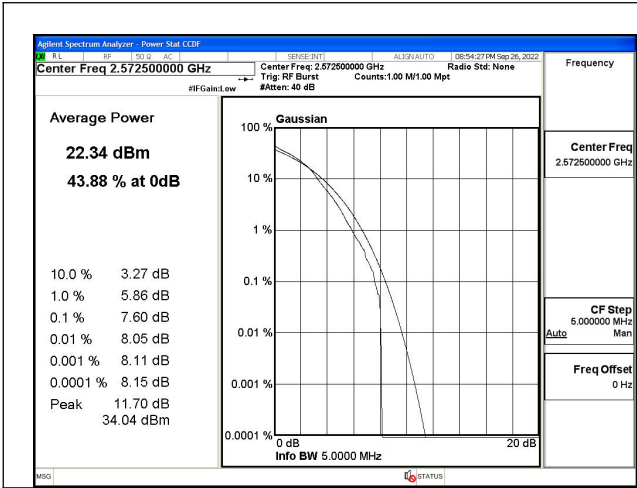 Agilent Spectrum Analyzer - Power Stat CCDF
RL RF 50 Ω AC SENSE:INT ALIGNAUTO 08:54:27 PM Sep 26, 2022
Center Freq 2.572500000 GHz
Center Freq: 2.572500000 GHz Radio Std: None
Trig: RF Burst Counts:1.00 M/1.00 Mpt
#IFGain:Low #Atten: 40 dB
Frequency
Average Power
22.34 dBm
43.88 % at 0dB
10.0 % 3.27 dB
1.0 % 5.86 dB
0.1 % 7.60 dB
0.01 % 8.05 dB
0.001 % 8.11 dB
0.0001 % 8.15 dB
Peak 11.70 dB
34.04 dBm
Gaussian
100 %
10 %
1 %
0.1 %
0.01 %
0.001 %
0.0001 %
0 dB 20 dB
Info BW 5.0000 MHz
Center Freq
2.572500000 GHz
CF Step
5.000000 MHz
Auto Man
Freq Offset
0 Hz
MSG STATUS